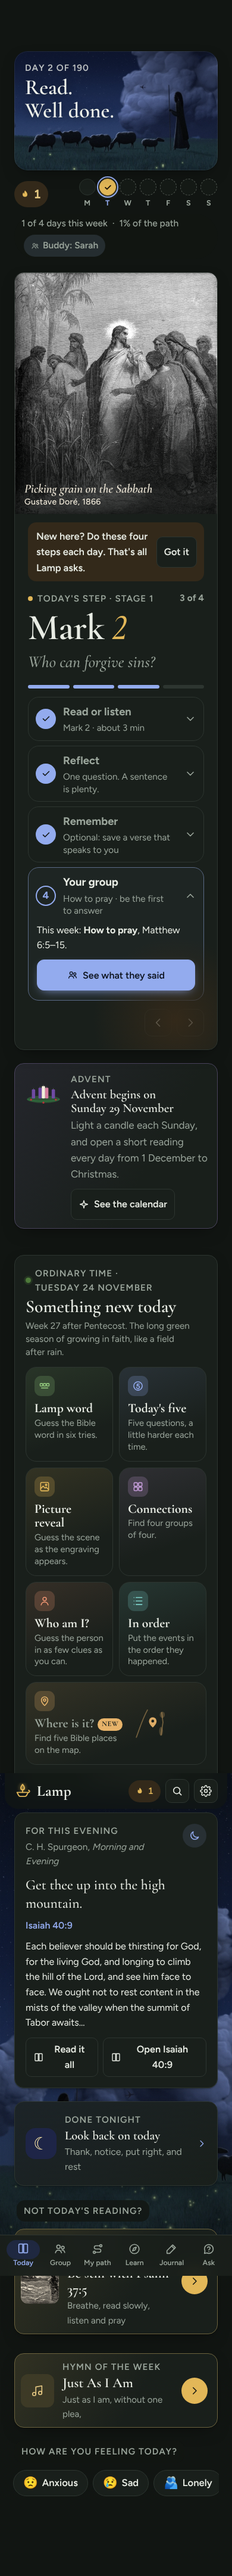 DAY 2 OF 190
Read.
Well done.
1
M T W T F S S
1 of 4 days this week · 1% of the path
Buddy: Sarah
Picking grain on the Sabbath
Gustave Doré, 1866
New here? Do these four
steps each day. That's all
Lamp asks.
Got it
TODAY'S STEP · STAGE 1
3 of 4
Mark 2
Who can forgive sins?
Read or listen
Mark 2 · about 3 min
Reflect
One question. A sentence
is plenty.
Remember
Optional: save a verse that
speaks to you
4
Your group
How to pray · be the first
to answer
This week: How to pray, Matthew
6:5–15.
See what they said
ADVENT
Advent begins on
Sunday 29 November
Light a candle each Sunday,
and open a short reading
every day from 1 December to
Christmas.
See the calendar
ORDINARY TIME ·
TUESDAY 24 NOVEMBER
Something new today
Week 27 after Pentecost. The long green
season of growing in faith, like a field
after rain.
Lamp word
Guess the Bible
word in six tries.
Today's five
Five questions, a
little harder each
time.
Picture
reveal
Guess the scene
as the engraving
appears.
Connections
Find four groups
of four.
Who am I?
Guess the person
in as few clues as
you can.
In order
Put the events in
the order they
happened.
Where is it? NEW
Find five Bible places
on the map.
Lamp
1
FOR THIS EVENING
C. H. Spurgeon, Morning and
Evening
Get thee up into the high
mountain.
Isaiah 40:9
Each believer should be thirsting for God,
for the living God, and longing to climb
the hill of the Lord, and see him face to
face. We ought not to rest content in the
mists of the valley when the summit of
Tabor awaits...
Read it
all
Open Isaiah
40:9
DONE TONIGHT
Look back on today
Thank, notice, put right, and
rest
NOT TODAY'S READING?
Today
Group
My path
Learn
Journal
Ask
Be still with Psalm
37:5
Breathe, read slowly,
listen and pray
HYMN OF THE WEEK
Just As I Am
Just as I am, without one
plea,
HOW ARE YOU FEELING TODAY?
Anxious
Sad
Lonely